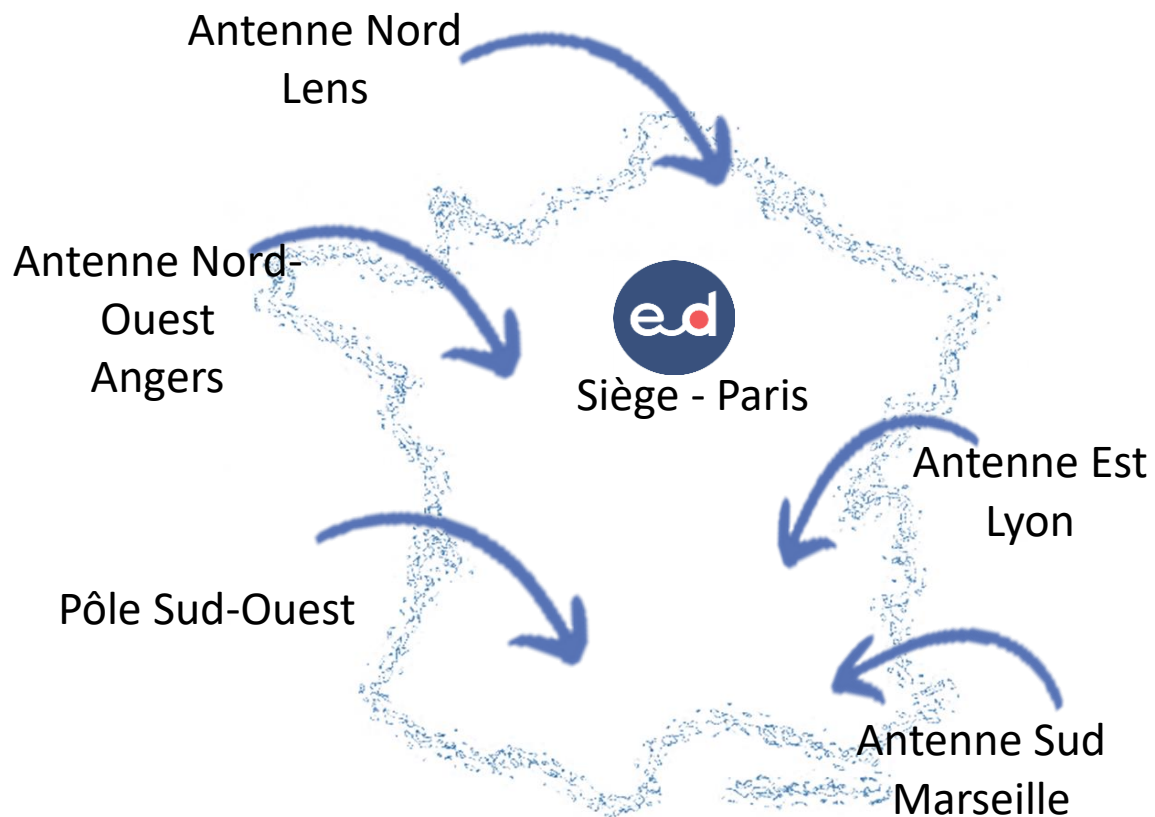 Antenne Nord
Lens
Antenne Nord-
Ouest
Angers
eud
Siège - Paris
Antenne Est
Lyon
Pôle Sud-Ouest
Antenne Sud
Marseille